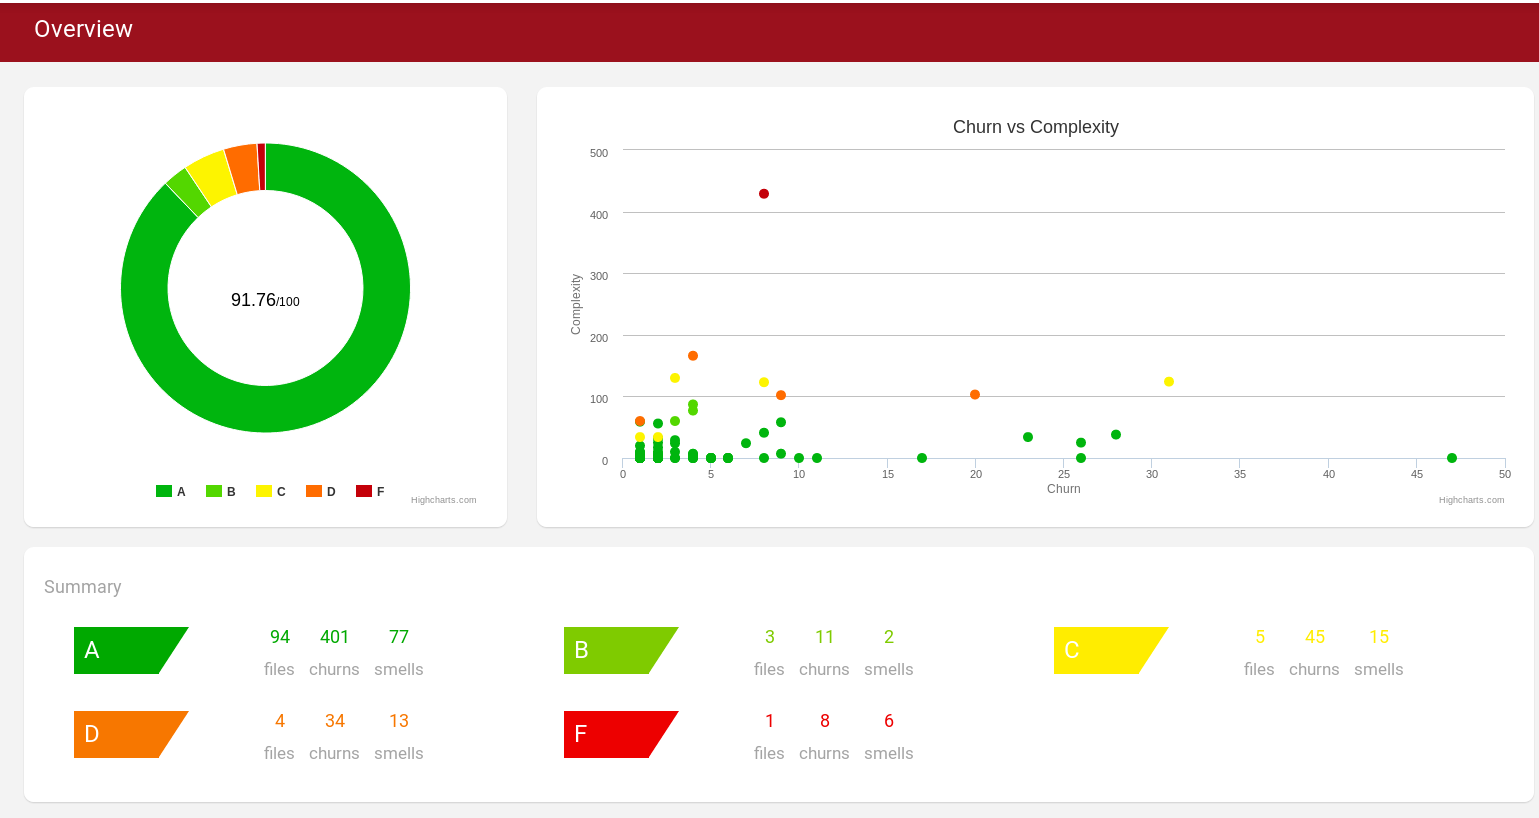 Overview
91.76/100
A B C D F
Highcharts.com
Churn vs Complexity
500
400
300
200
100
0
Complexity
0 5 10 15 20 25 30 35 40 45 50
Churn
Highcharts.com
Summary
A
94 401 77
files churns smells
B
3 11 2
files churns smells
C
5 45 15
files churns smells
D
4 34 13
files churns smells
F
1 8 6
files churns smells